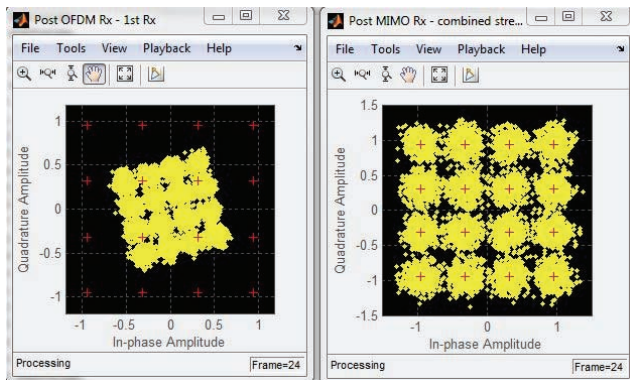 Post OFDM Rx - 1st Rx
File Tools View Playback Help
1
0.5
0
-0.5
-1
Quadrature Amplitude
-1 -0.5 0 0.5 1
In-phase Amplitude
Processing Frame=24
Post MIMO Rx - combined stre...
File Tools View Playback Help
1.5
1
0.5
0
-0.5
-1
-1.5
Quadrature Amplitude
-1 0 1
In-phase Amplitude
Processing Frame=24